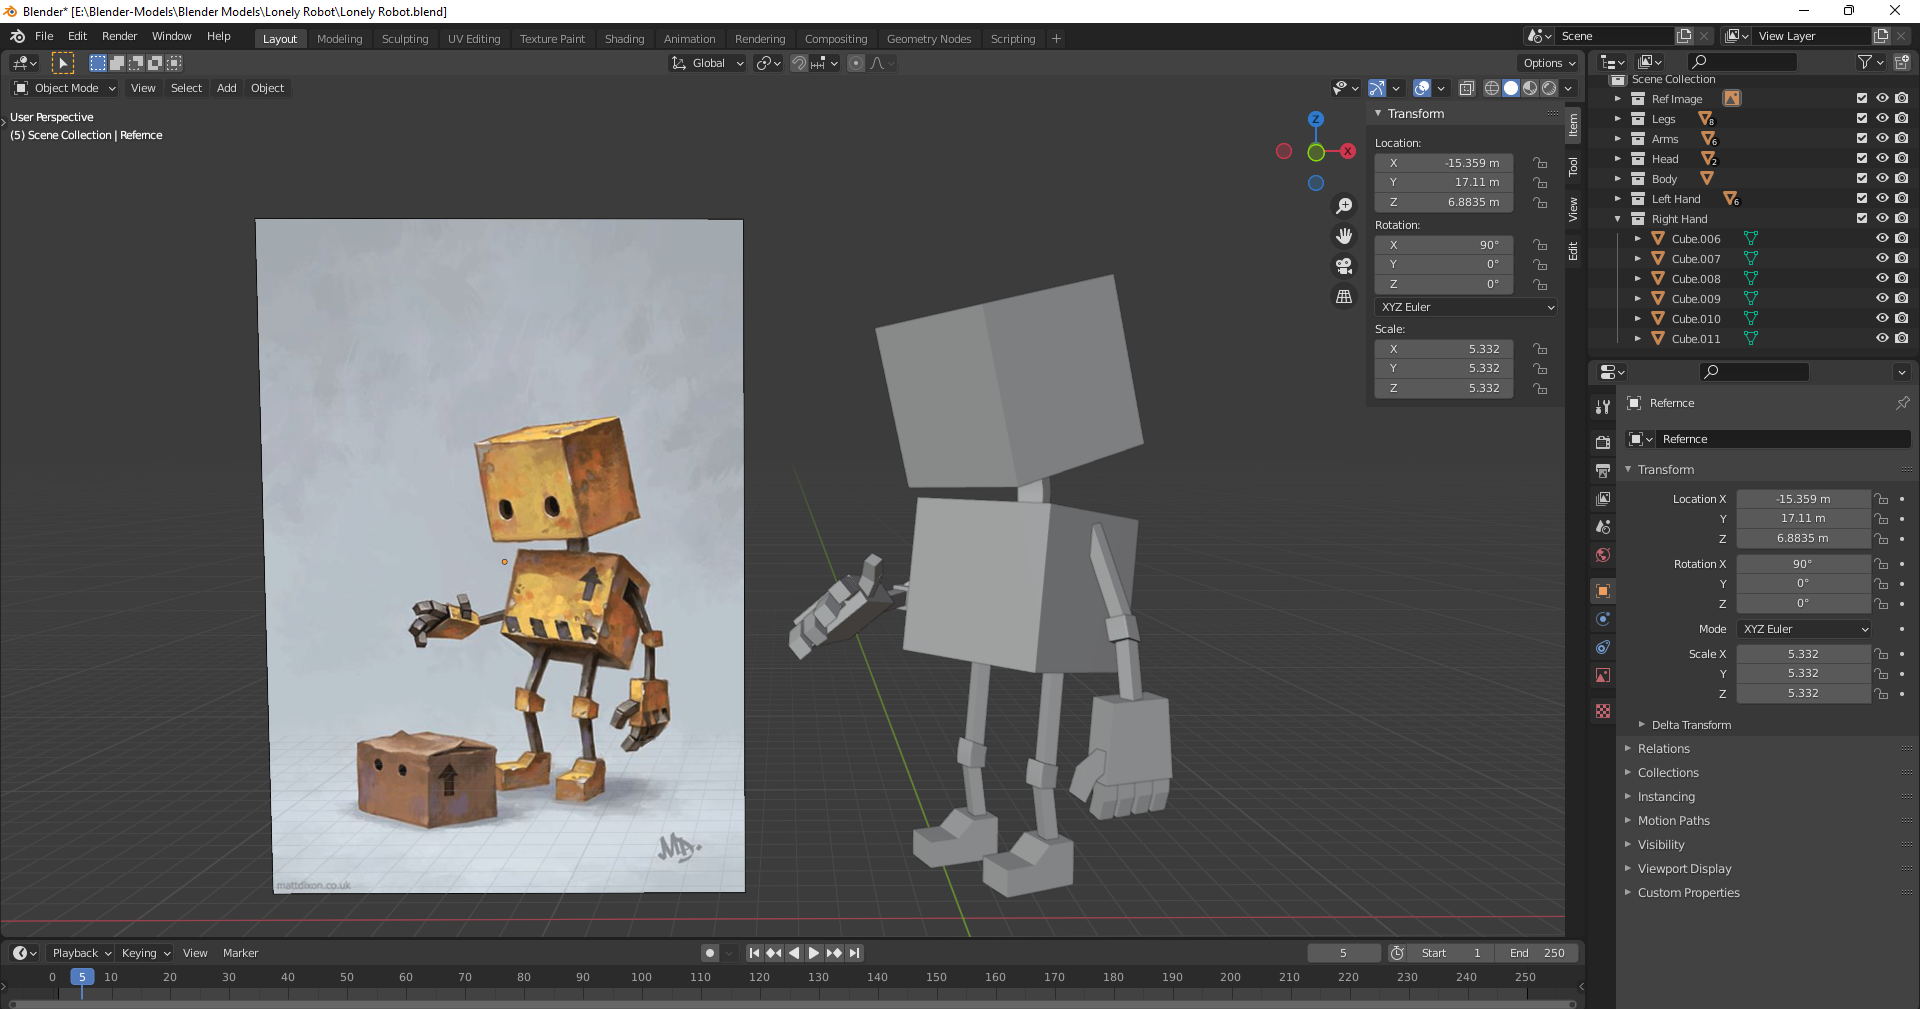 Blender* [E:\Blender-Models\Blender Models\Lonely Robot\Lonely Robot.blend]
File Edit Render Window Help Layout Modeling Sculpting UV Editing Texture Paint Shading Animation Rendering Compositing Geometry Nodes Scripting + Scene View Layer
Global Options
Object Mode View Select Add Object
User Perspective
(5) Scene Collection | Refernce
Z
X
Transform
Location:
X -15.359 m
Y 17.11 m
Z 6.8835 m
Rotation:
X 90°
Y 0°
Z 0°
XYZ Euler
Scale:
X 5.332
Y 5.332
Z 5.332
Item
Tool
View
Edit
Scene Collection
Ref Image
Legs 8
Arms 6
Head 2
Body
Left Hand 6
Right Hand
Cube.006
Cube.007
Cube.008
Cube.009
Cube.010
Cube.011
Refernce
Refernce
Transform
Location X -15.359 m
Y 17.11 m
Z 6.8835 m
Rotation X 90°
Y 0°
Z 0°
Mode XYZ Euler
Scale X 5.332
Y 5.332
Z 5.332
Delta Transform
Relations
Collections
Instancing
Motion Paths
Visibility
Viewport Display
Custom Properties
MD.
mattdixon.co.uk
Playback Keying View Marker 5 Start 1 End 250
0 5 10 20 30 40 50 60 70 80 90 100 110 120 130 140 150 160 170 180 190 200 210 220 230 240 250